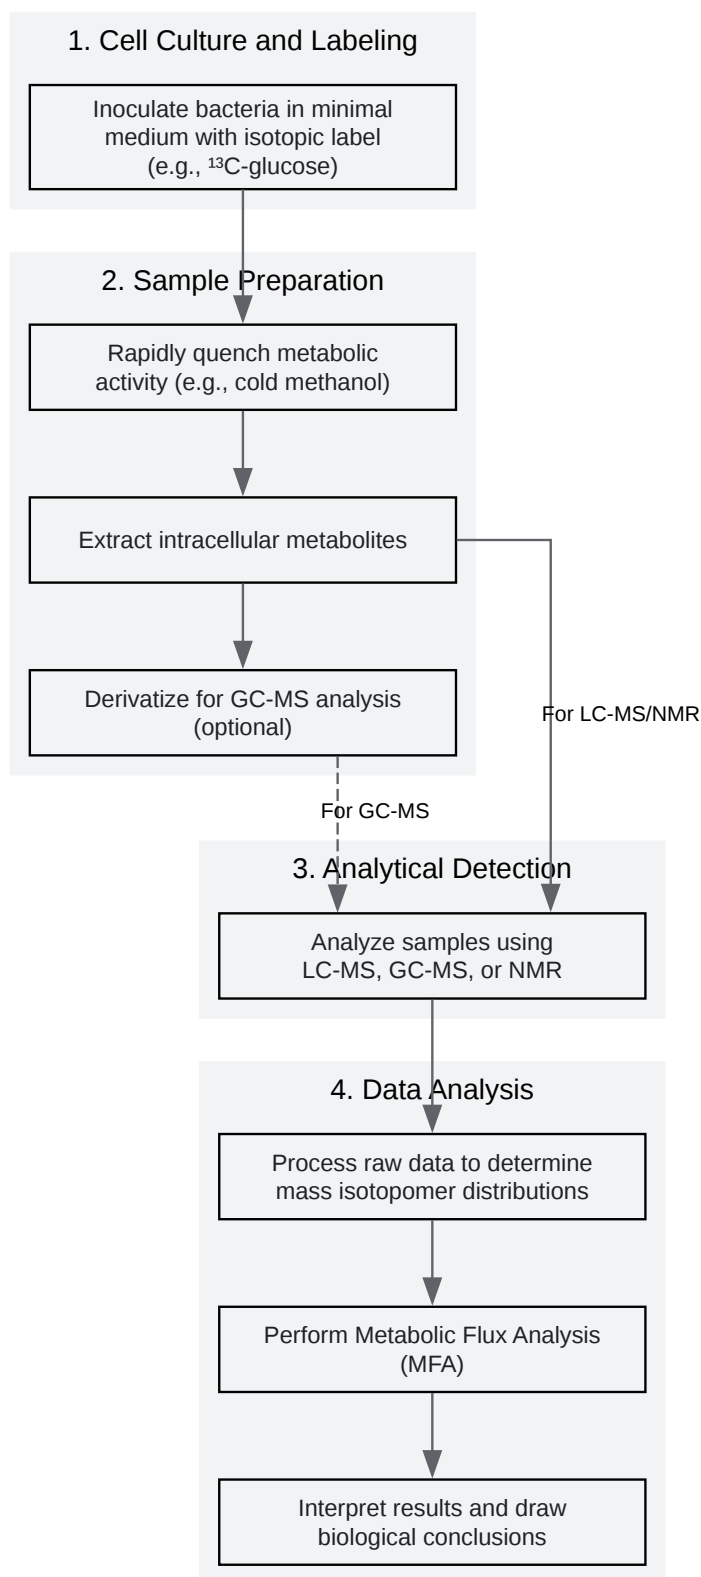 1. Cell Culture and Labeling
Inoculate bacteria in minimal
medium with isotopic label
(e.g., ¹³C-glucose)
2. Sample Preparation
Rapidly quench metabolic
activity (e.g., cold methanol)
Extract intracellular metabolites
Derivatize for GC-MS analysis
(optional)
For LC-MS/NMR
For GC-MS
3. Analytical Detection
Analyze samples using
LC-MS, GC-MS, or NMR
4. Data Analysis
Process raw data to determine
mass isotopomer distributions
Perform Metabolic Flux Analysis
(MFA)
Interpret results and draw
biological conclusions